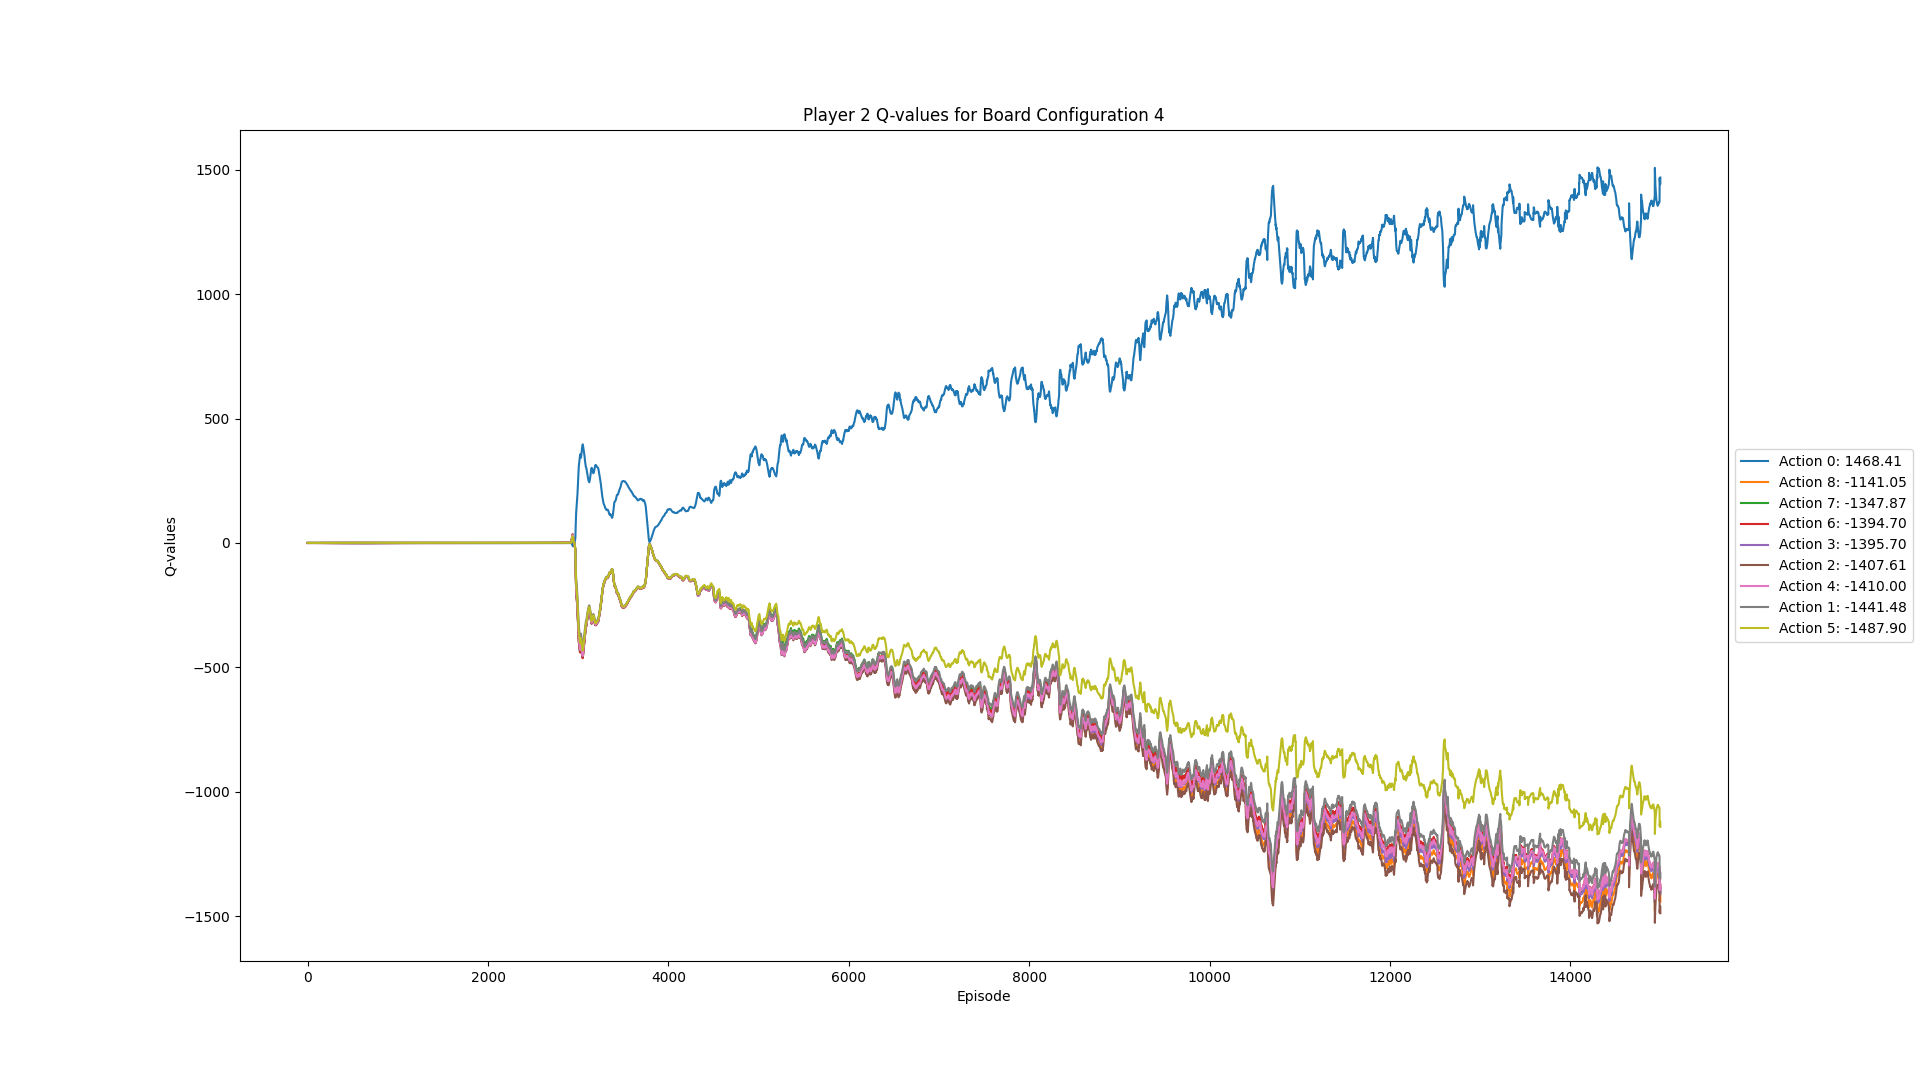 Player 2 Q-values for Board Configuration 4
1500
1000
500
0
−500
−1000
−1500
Q-values
0
2000
4000
6000
8000
10000
12000
14000
Episode
Action 0: 1468.41
Action 8: -1141.05
Action 7: -1347.87
Action 6: -1394.70
Action 3: -1395.70
Action 2: -1407.61
Action 4: -1410.00
Action 1: -1441.48
Action 5: -1487.90